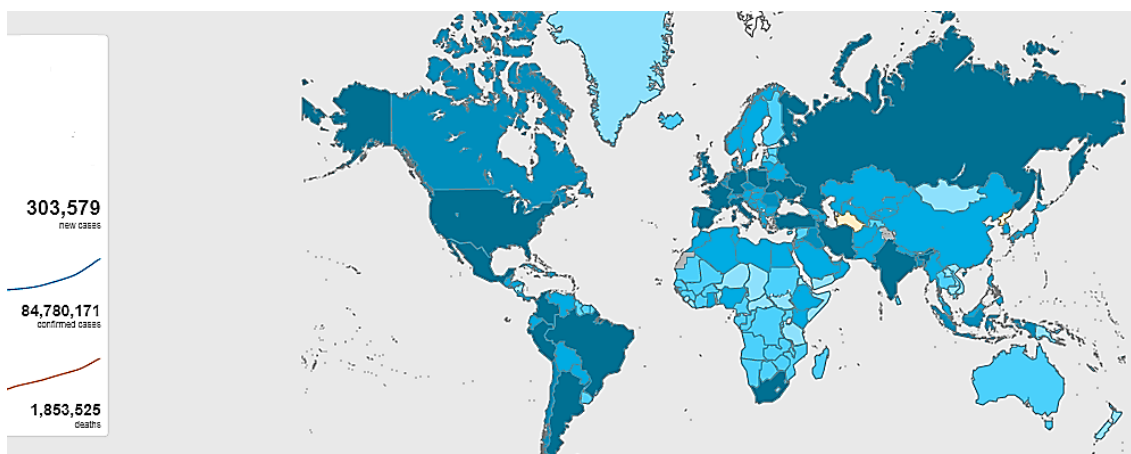 303,579
new cases
84,780,171
confirmed cases
1,853,525
deaths